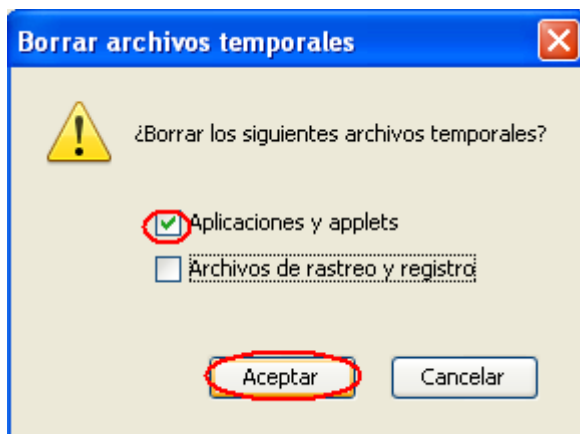 Borrar archivos temporales
¿Borrar los siguientes archivos temporales?
Aplicaciones y applets
Archivos de rastreo y registro
Aceptar
Cancelar